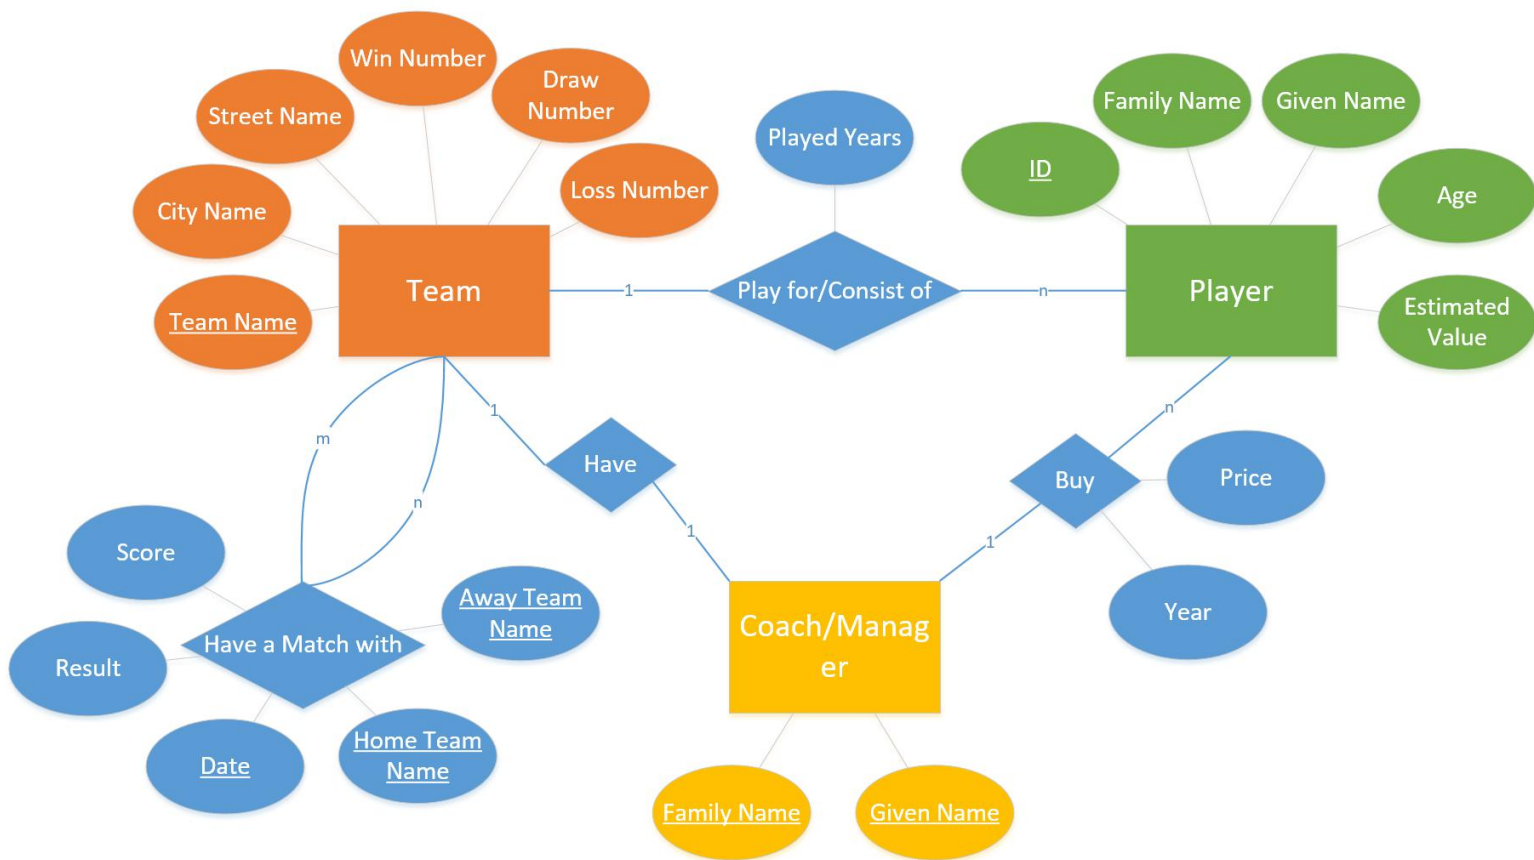 Win Number
Draw
Number
Street Name
Loss Number
City Name
Team Name
Team
Played Years
Family Name
Given Name
ID
Age
Estimated
Value
Player
1
Play for/Consist of
n
m
n
1
Have
1
n
Buy
1
Price
Year
Score
Result
Date
Home Team
Name
Away Team
Name
Have a Match with
Coach/Manag
er
Family Name
Given Name